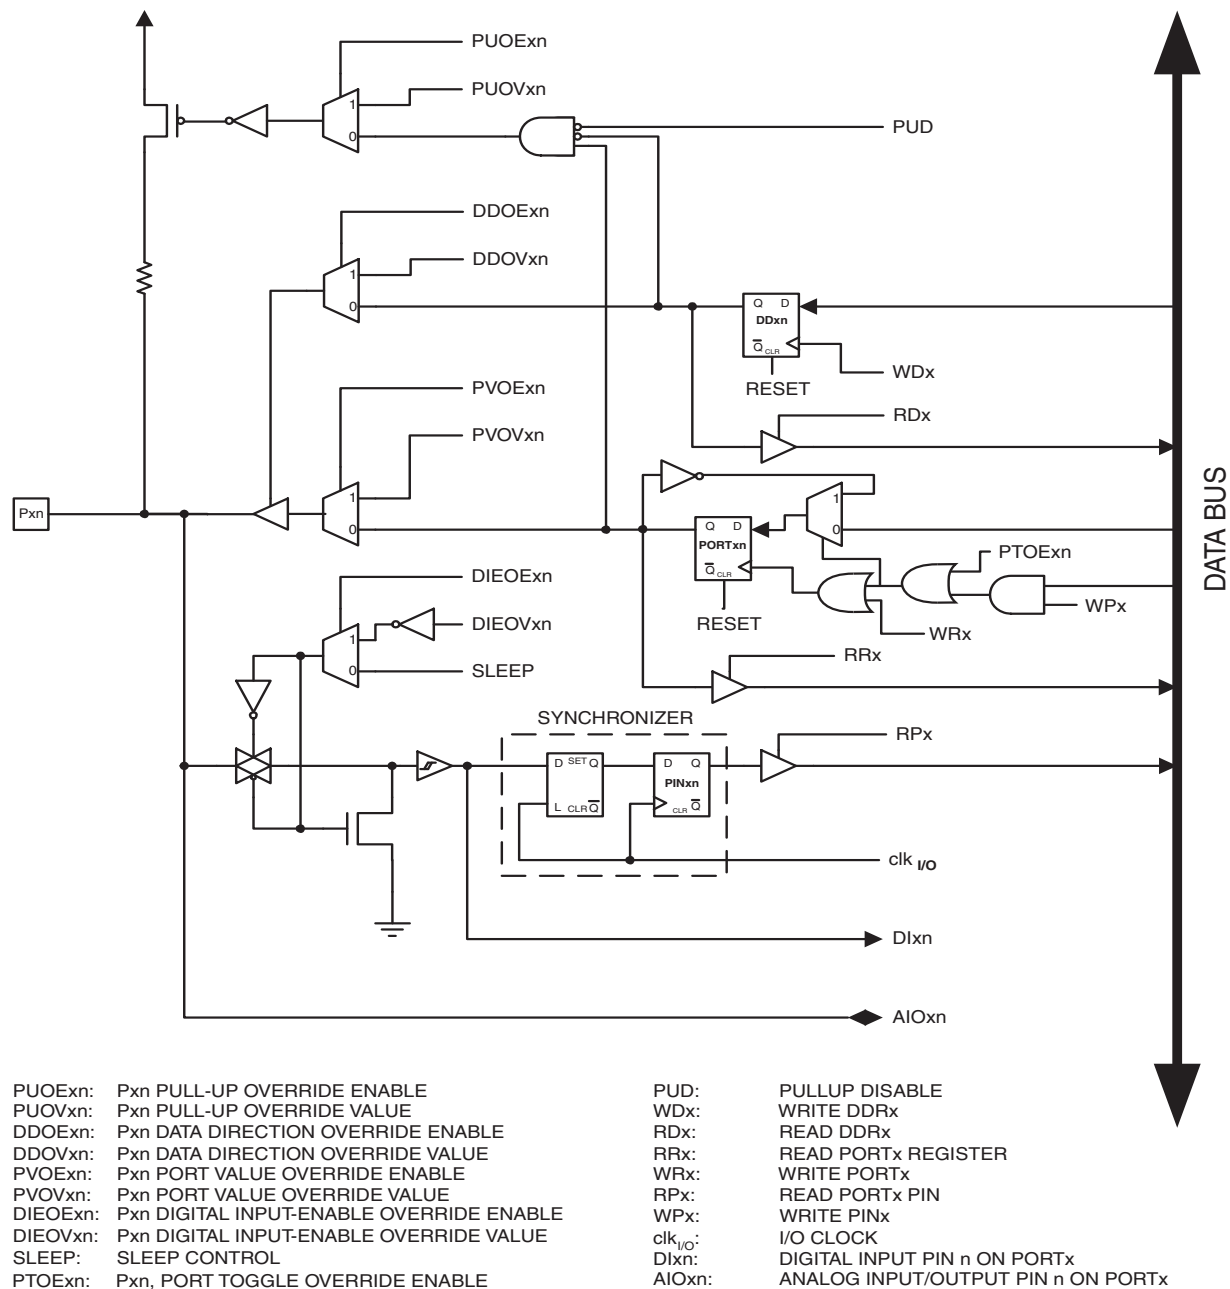 PUOExn
PUOVxn
1
0
PUD
DDOExn
DDOVxn
1
0
Q D
DDxn
Q CLR
WDx
RESET
PVOExn
RDx
PVOVxn
1
0
Pxn
1
0
Q D
PORTxn
Q CLR
PTOExn
DATA BUS
DIEOExn
WPx
RESET
WRx
DIEOVxn
1
0
SLEEP
RRx
SYNCHRONIZER
RPx
D SET Q
L CLR Q
D Q
PINxn
CLR Q
clk I/O
DIxn
AIOxn
PUOExn: Pxn PULL-UP OVERRIDE ENABLE
PUOVxn: Pxn PULL-UP OVERRIDE VALUE
DDOExn: Pxn DATA DIRECTION OVERRIDE ENABLE
DDOVxn: Pxn DATA DIRECTION OVERRIDE VALUE
PVOExn: Pxn PORT VALUE OVERRIDE ENABLE
PVOVxn: Pxn PORT VALUE OVERRIDE VALUE
DIEOExn: Pxn DIGITAL INPUT-ENABLE OVERRIDE ENABLE
DIEOVxn: Pxn DIGITAL INPUT-ENABLE OVERRIDE VALUE
SLEEP: SLEEP CONTROL
PTOExn: Pxn, PORT TOGGLE OVERRIDE ENABLE
PUD: PULLUP DISABLE
WDx: WRITE DDRx
RDx: READ DDRx
RRx: READ PORTx REGISTER
WRx: WRITE PORTx
RPx: READ PORTx PIN
WPx: WRITE PINx
clkI/O: I/O CLOCK
DIxn: DIGITAL INPUT PIN n ON PORTx
AIOxn: ANALOG INPUT/OUTPUT PIN n ON PORTx